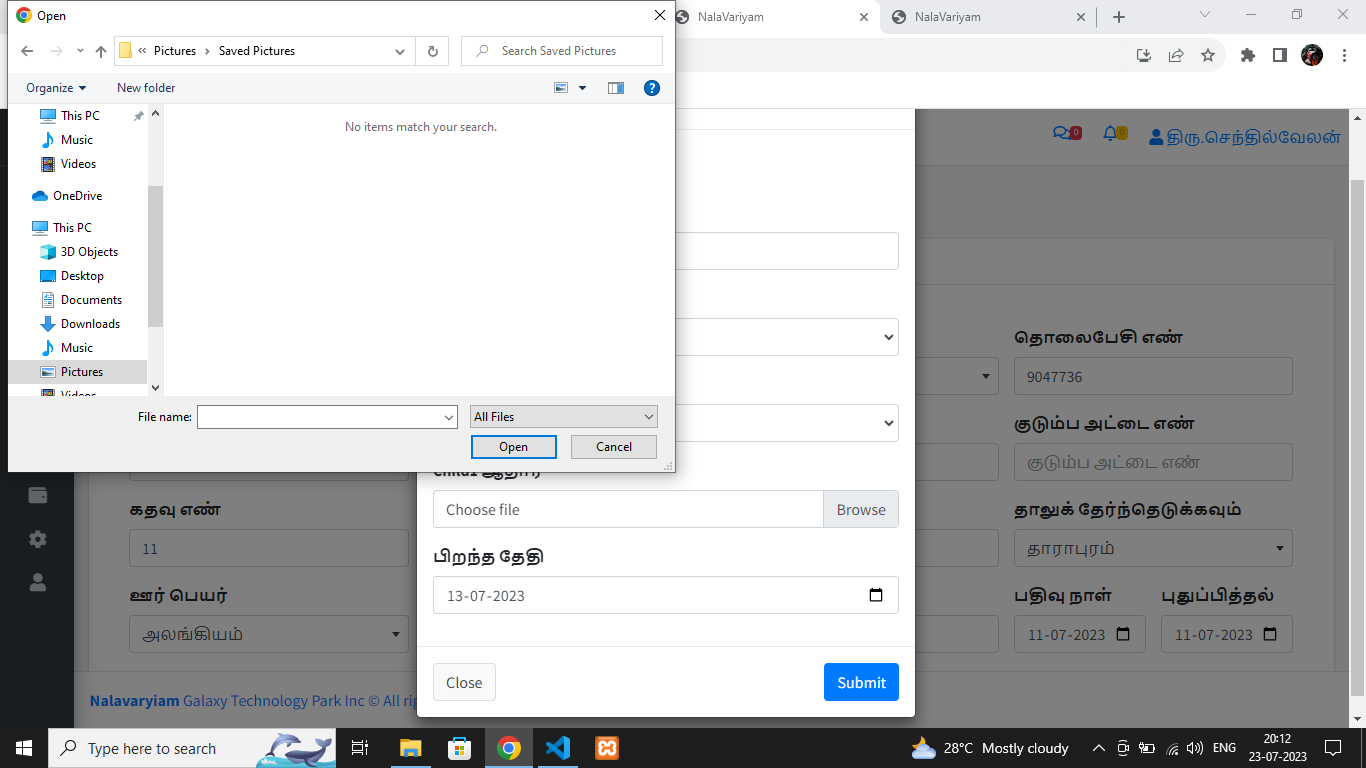 Open
NalaVariyam
NalaVariyam
Pictures
Saved Pictures
Search Saved Pictures
Organize
New folder
This PC
Music
Videos
OneDrive
This PC
3D Objects
Desktop
Documents
Downloads
Music
Pictures
Videos
No items match your search.
File name:
All Files
Open
Cancel
0
0
திரு.செந்தில்வேலன்
தொலைபேசி எண்
9047736
குடும்ப அட்டை எண்
குடும்ப அட்டை எண்
Child1 ஆதார்
Choose file
Browse
பிறந்த தேதி
13-07-2023
Close
Submit
கதவு எண்
11
தாலுக் தேர்ந்தெடுக்கவும்
தாராபுரம்
ஊர் பெயர்
அலங்கியம்
பதிவு நாள்
புதுப்பித்தல்
11-07-2023
11-07-2023
Nalavaryiam Galaxy Technology Park Inc © All
Type here to search
28°C Mostly cloudy
ENG
20:12
23-07-2023